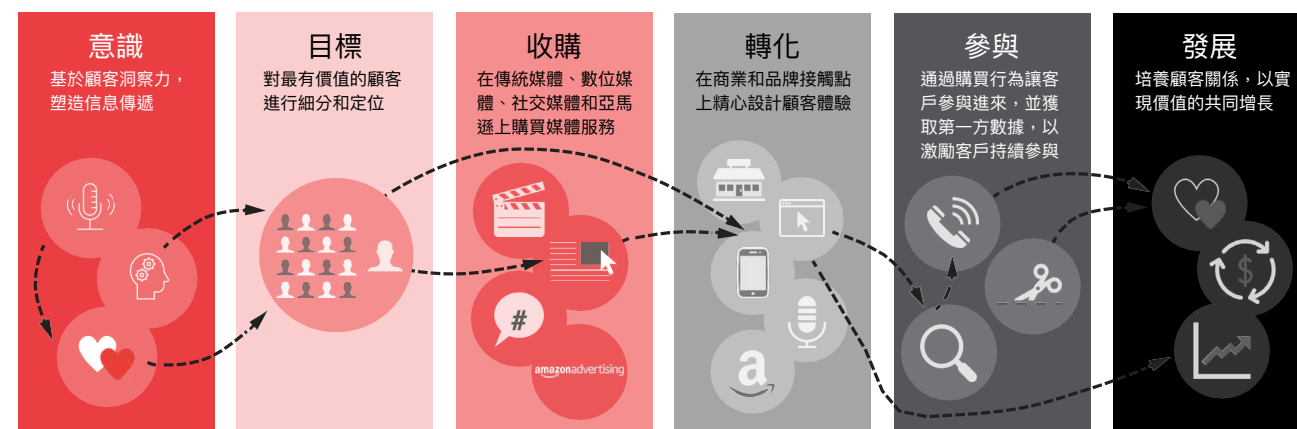 意識
基於顧客洞察力，
塑造信息傳遞
目標
對最有價值的顧客
進行細分和定位
收購
在傳統媒體、數位媒
體、社交媒體和亞馬
遜上購買媒體服務
轉化
在商業和品牌接觸點
上精心設計顧客體驗
參與
通過購買行為讓客
戶參與進來，並獲
取第一方數據，以
激勵客戶持續參與
發展
培養顧客關係，以實
現價值的共同增長
#
amazonadvertising
a
$